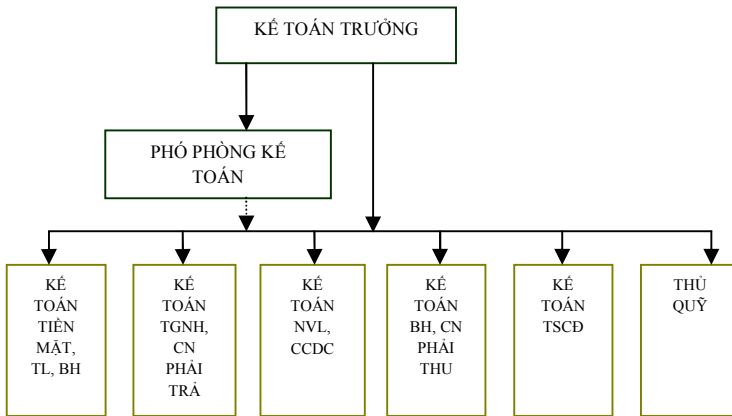 KẾ TOÁN TRƯỞNG
PHÓ PHÒNG KẾ
TOÁN
KẾ
TOÁN
TIỀN
MẶT,
TL, BH
KẾ
TOÁN
TGNH,
CN
PHẢI
TRẢ
KẾ
TOÁN
NVL,
CCDC
KẾ
TOÁN
BH, CN
PHẢI
THU
KẾ
TOÁN
TSCĐ
THỦ
QUỸ